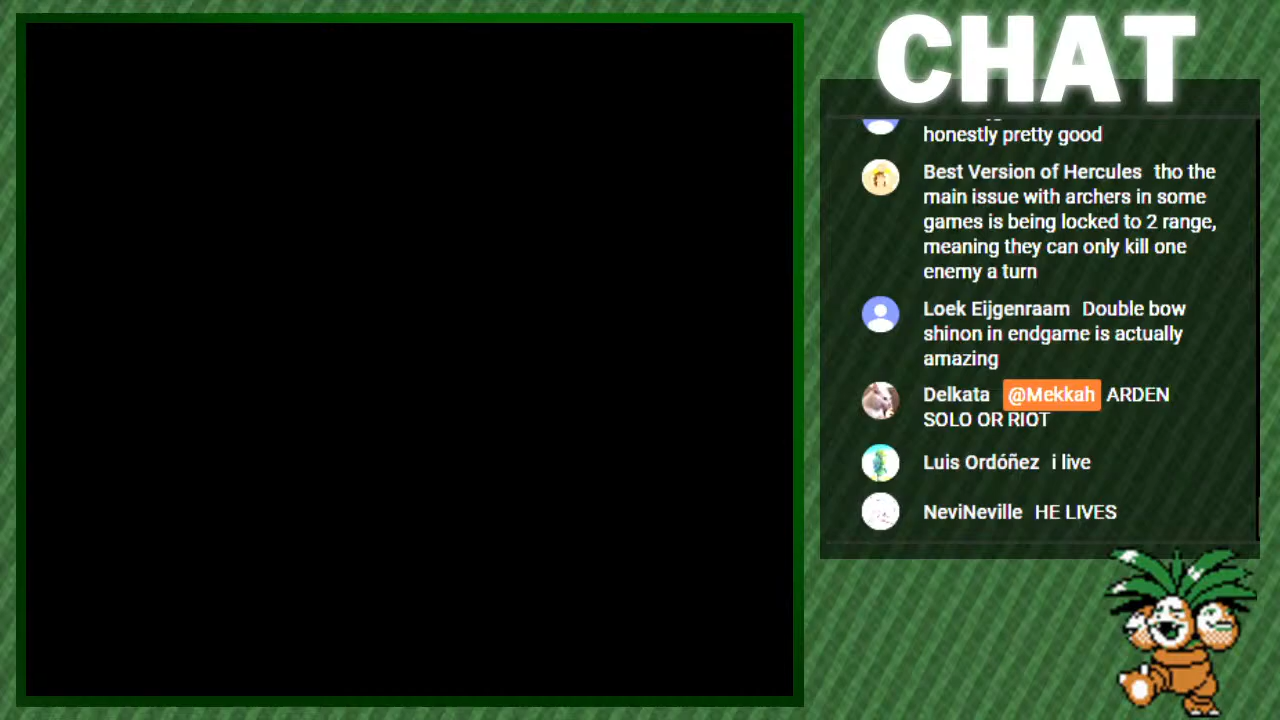 CHAT
honestly pretty good
Best Version of Hercules tho the
main issue with archers in some
games is being locked to 2 range,
meaning they can only kill one
enemy a turn
Loek Eijgenraam Double bow
shinon in endgame is actually
amazing
Delkata @Mekkah ARDEN
SOLO OR RIOT
Luis Ordóñez i live
NeviNeville HE LIVES